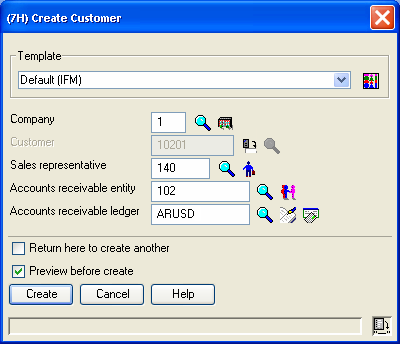 (7H) Create Customer
Template
Default (IFM)
Company 1
Customer 10201
Sales representative 140
Accounts receivable entity 102
Accounts receivable ledger ARUSD
Return here to create another
Preview before create
Create Cancel Help